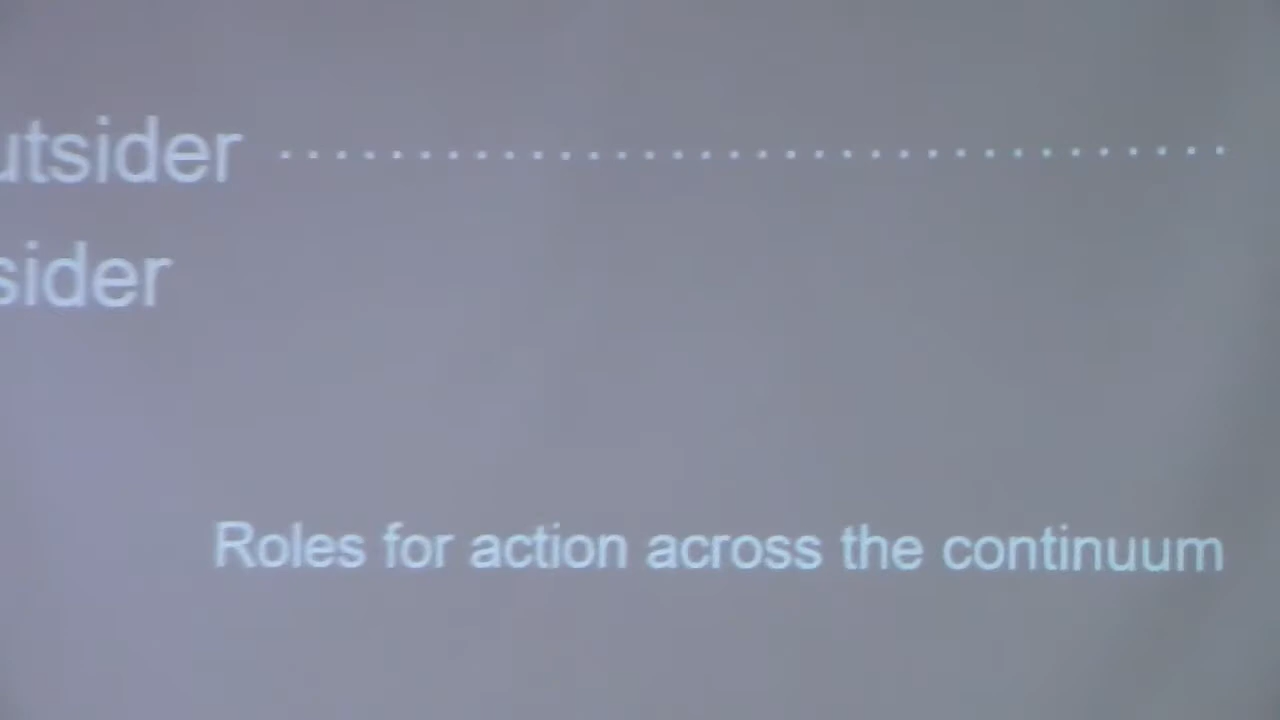 utsider ..................................
sider
Roles for action across the continuum